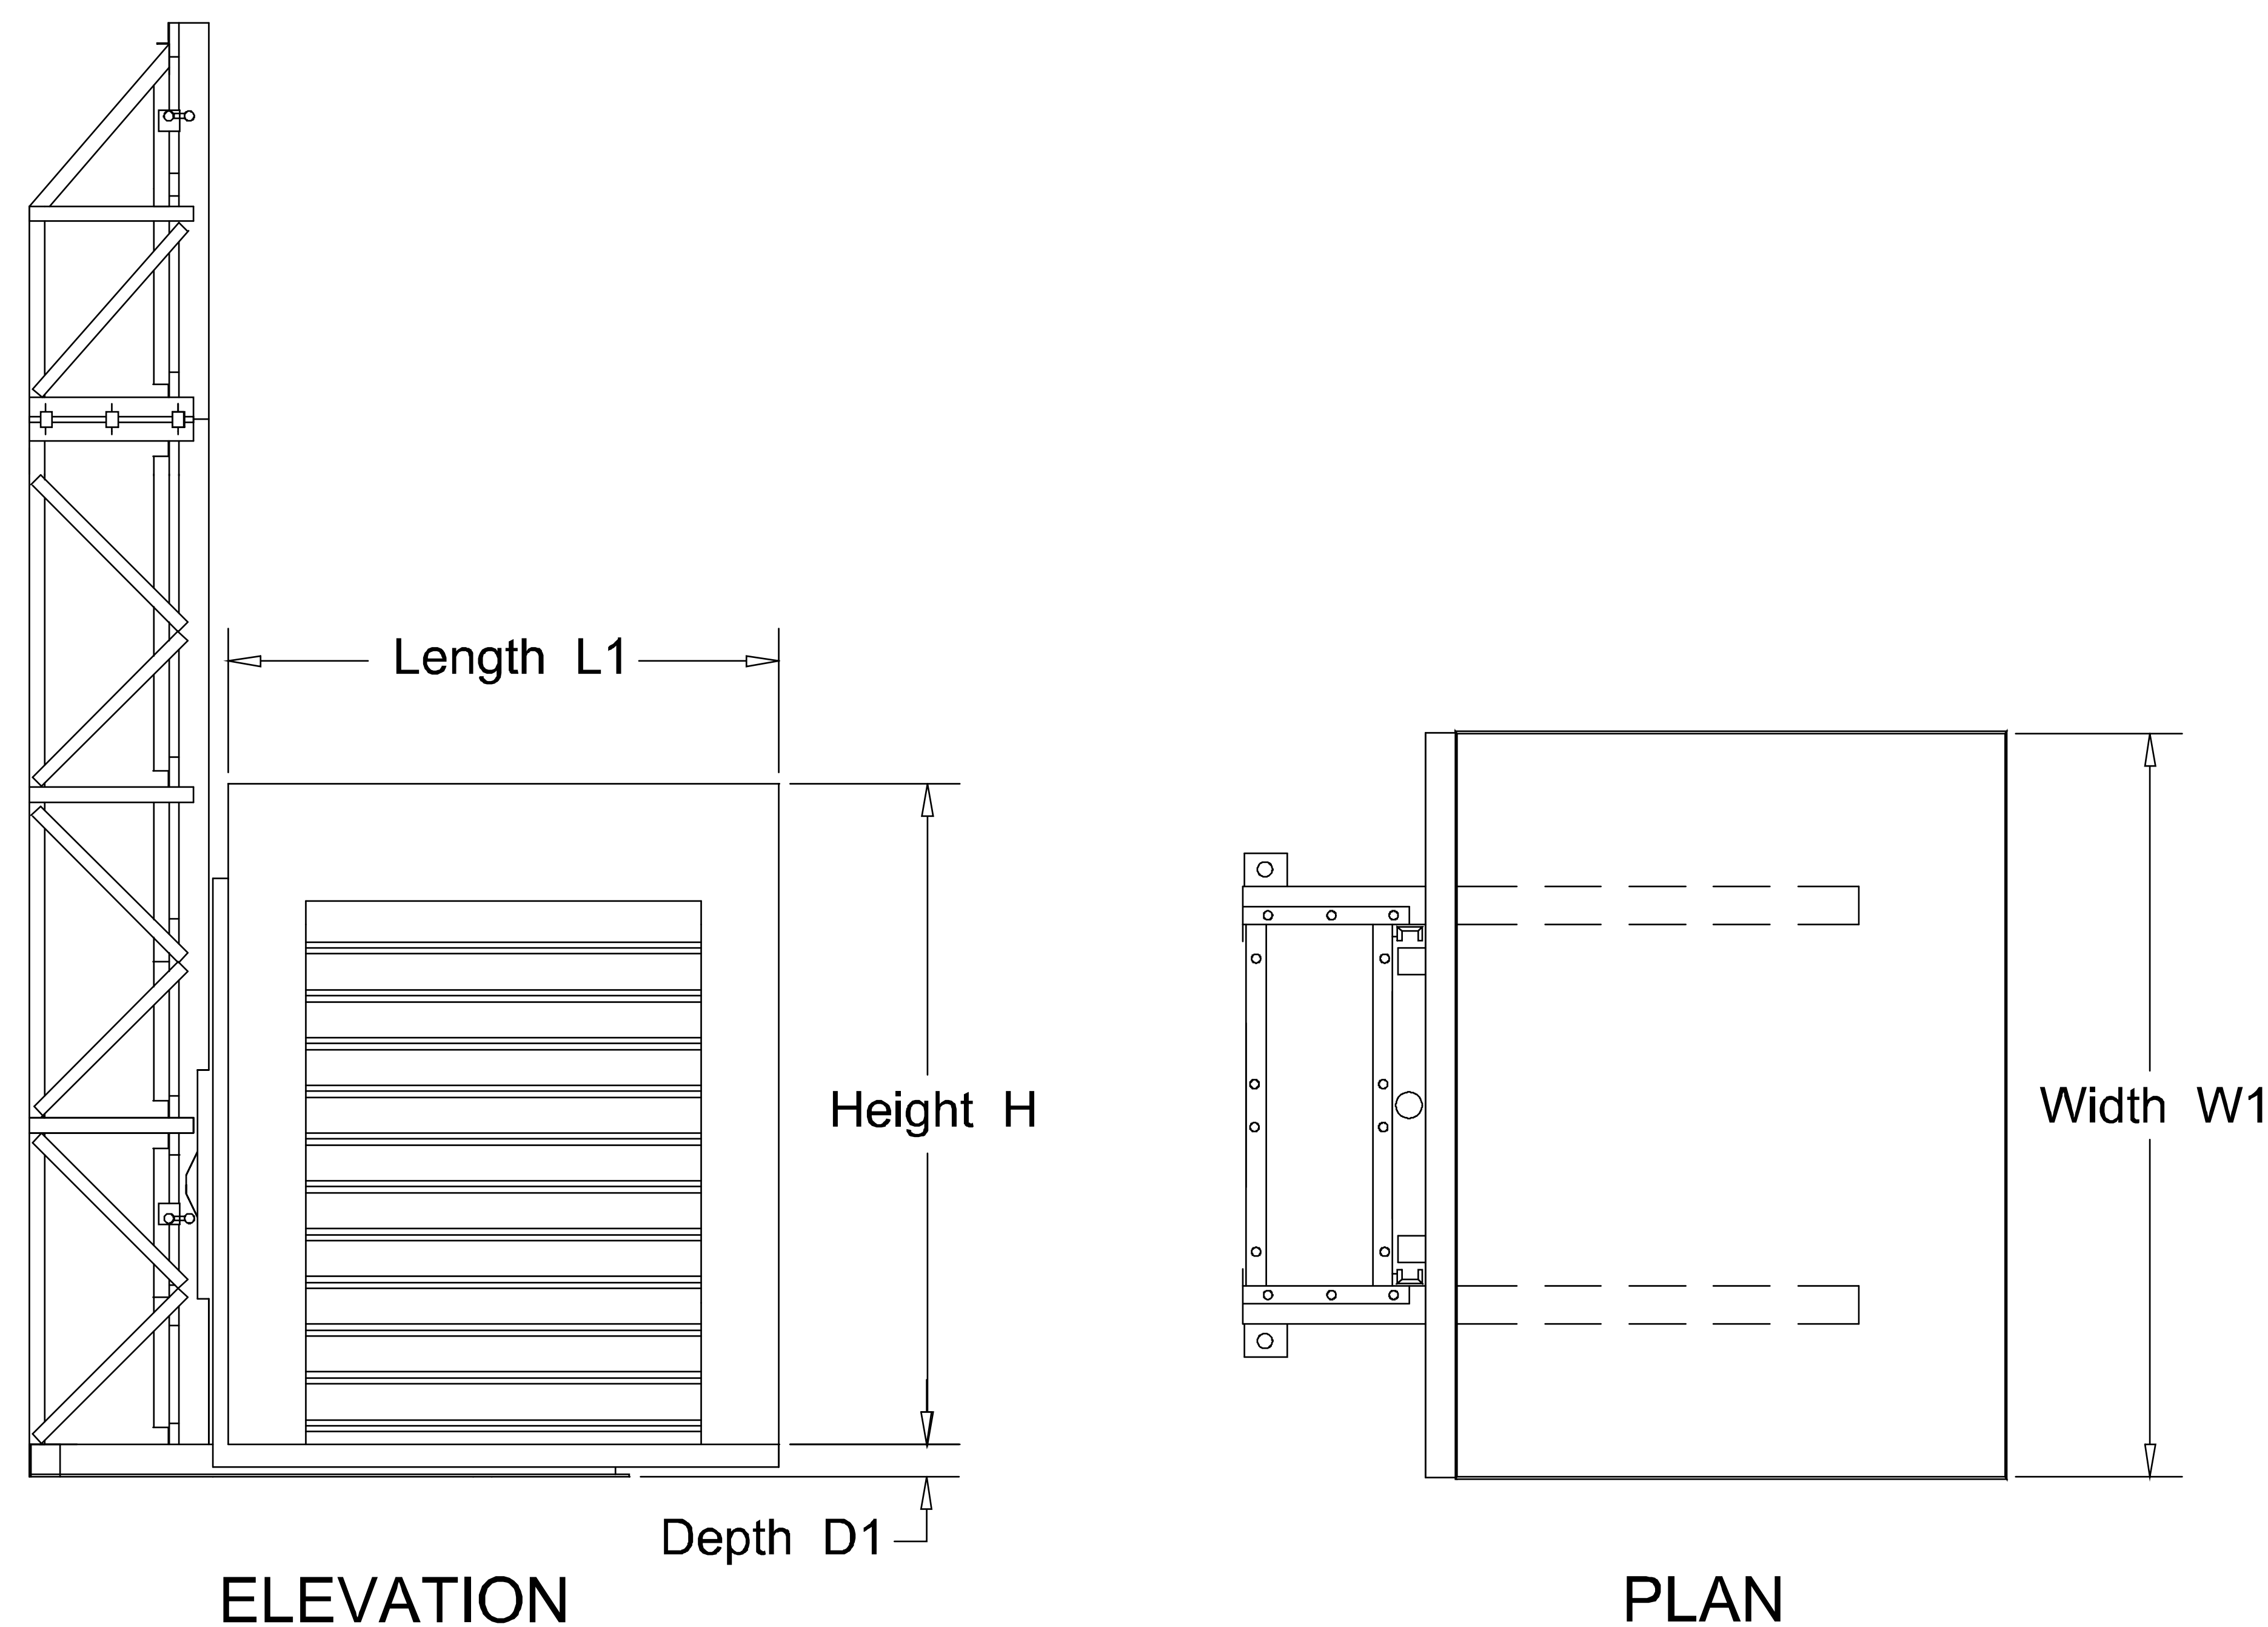 Length L1
Height H
Width W1
Depth D1
ELEVATION
PLAN